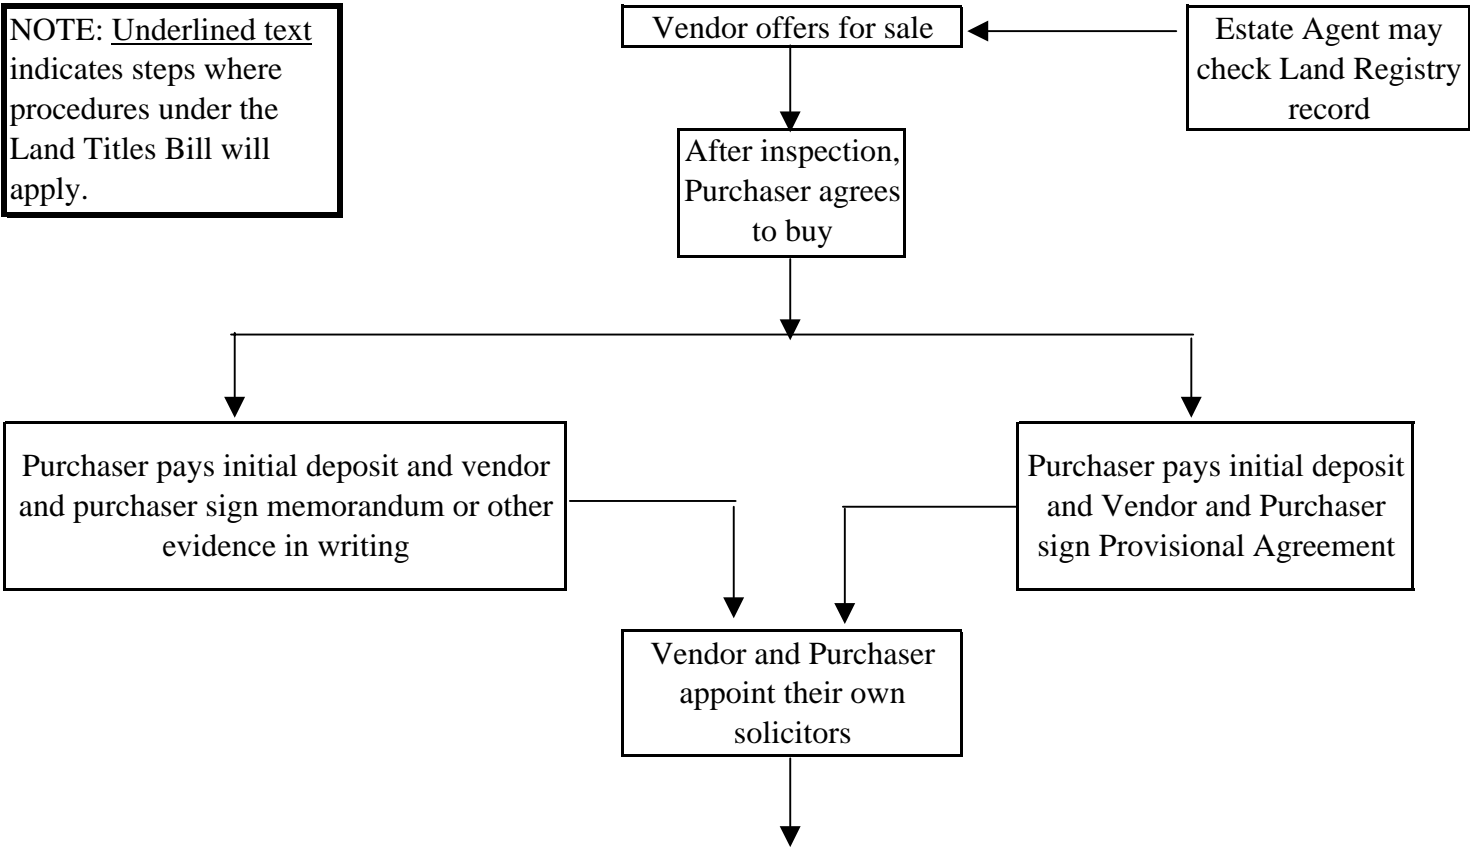 NOTE: Underlined text
indicates steps where
procedures under the
Land Titles Bill will
apply.
Vendor offers for sale
Estate Agent may
check Land Registry
record
After inspection,
Purchaser agrees
to buy
Purchaser pays initial deposit and vendor
and purchaser sign memorandum or other
evidence in writing
Purchaser pays initial deposit
and Vendor and Purchaser
sign Provisional Agreement
Vendor and Purchaser
appoint their own
solicitors